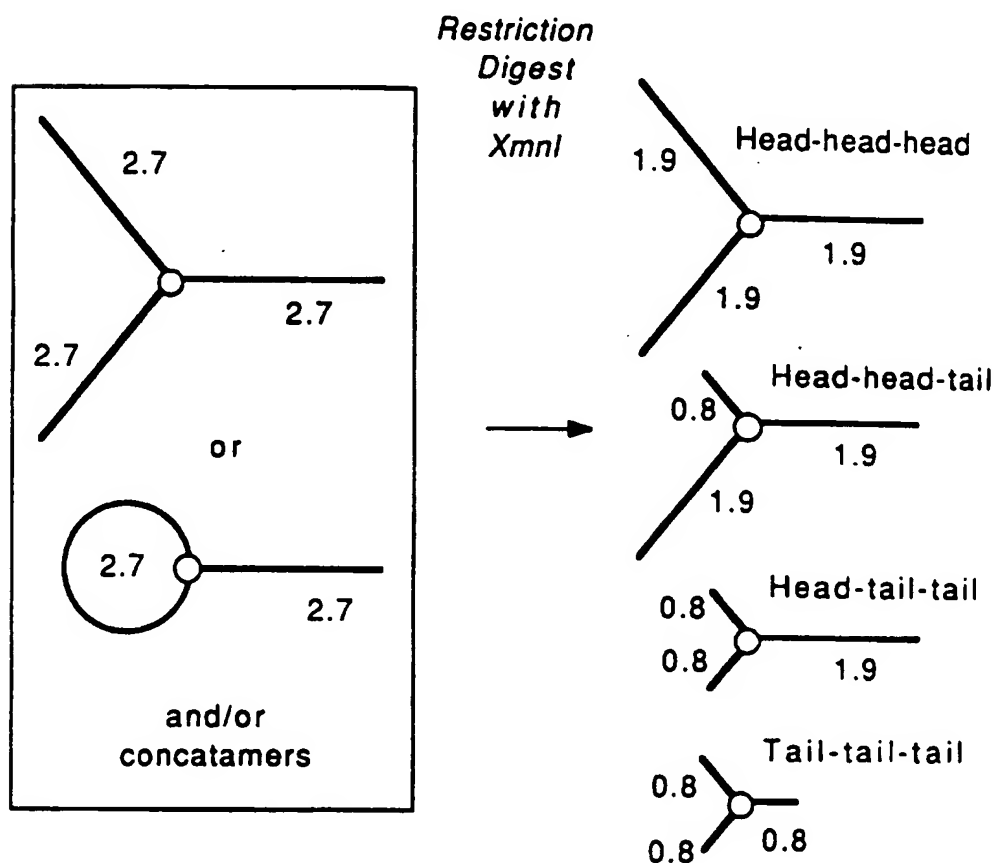 Restriction
Digest
with
XmnI
2.7
2.7
2.7
or
2.7
2.7
and/or
concatamers
Head-head-head
1.9
1.9
1.9
Head-head-tail
0.8
1.9
1.9
Head-tail-tail
0.8
0.8
1.9
Tail-tail-tail
0.8
0.8
0.8